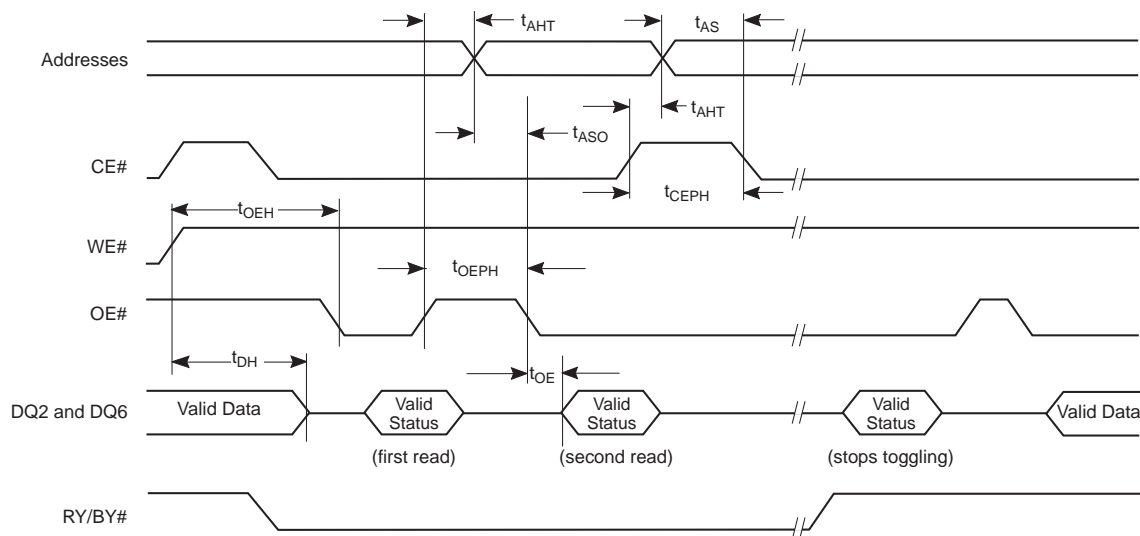 tAHT
tAS
Addresses
tAHT
tASO
CE#
tCEPH
tOEH
WE#
tOEPH
OE#
tDH
tOE
DQ2 and DQ6
Valid Data
Valid
Status
Valid
Status
Valid
Status
Valid Data
(first read)
(second read)
(stops toggling)
RY/BY#